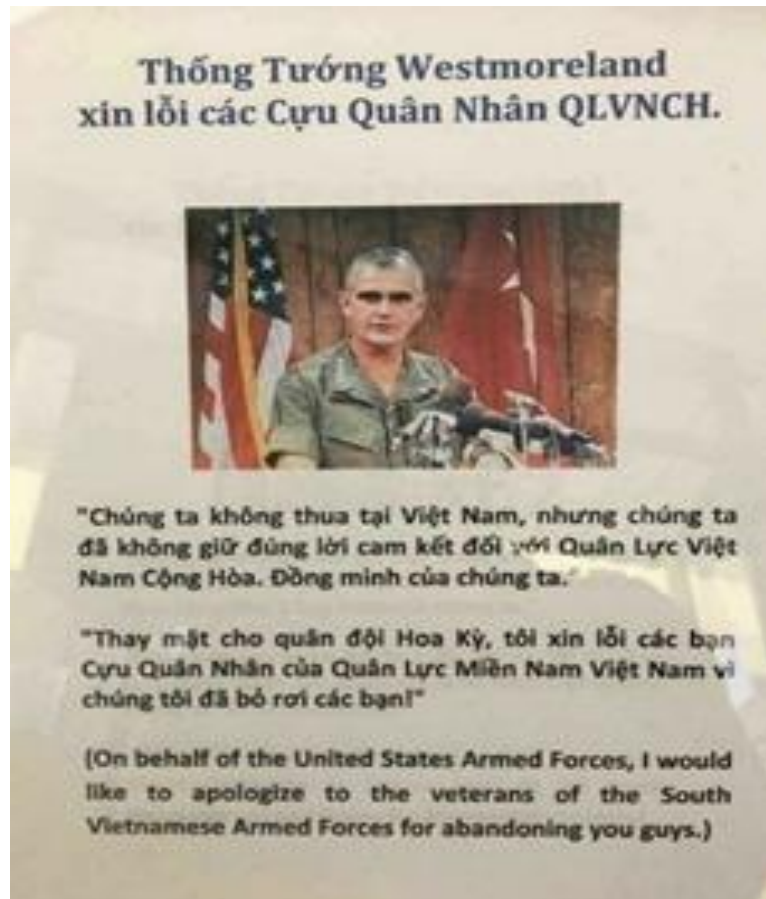 Thống Tướng Westmoreland
xin lỗi các Cựu Quân Nhân QLVNCH.
"Chúng ta không thua tại Việt Nam, nhưng chúng ta
đã không giữ đúng lời cam kết đối với Quân Lực Việt
Nam Cộng Hòa. Đồng minh của chúng ta."
"Thay mặt cho quân đội Hoa Kỳ, tôi xin lỗi các bạn
Cựu Quân Nhân của Quân Lực Miền Nam Việt Nam vì
chúng tôi đã bỏ rơi các bạn!"
(On behalf of the United States Armed Forces, I would
like to apologize to the veterans of the South
Vietnamese Armed Forces for abandoning you guys.)